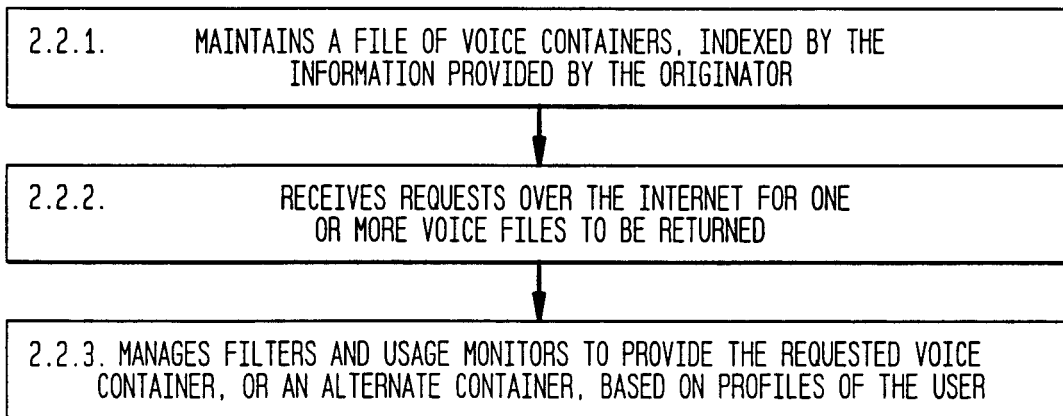 2.2.1. MAINTAINS A FILE OF VOICE CONTAINERS, INDEXED BY THE
INFORMATION PROVIDED BY THE ORIGINATOR
2.2.2. RECEIVES REQUESTS OVER THE INTERNET FOR ONE
OR MORE VOICE FILES TO BE RETURNED
2.2.3. MANAGES FILTERS AND USAGE MONITORS TO PROVIDE THE REQUESTED VOICE
CONTAINER, OR AN ALTERNATE CONTAINER, BASED ON PROFILES OF THE USER